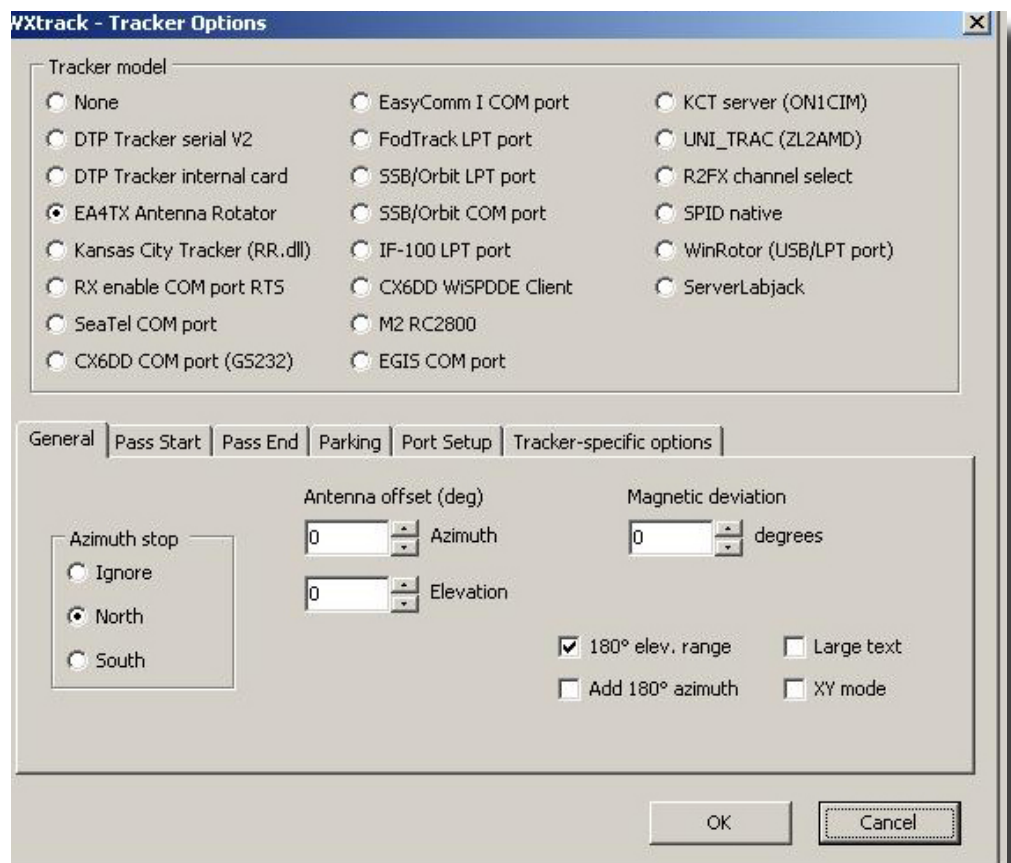 WXtrack - Tracker Options
Tracker model
None
DTP Tracker serial V2
DTP Tracker internal card
EA4TX Antenna Rotator
Kansas City Tracker (RR.dll)
RX enable COM port RTS
SeaTel COM port
CX6DD COM port (GS232)
EasyComm I COM port
FodTrack LPT port
SSB/Orbit LPT port
SSB/Orbit COM port
IF-100 LPT port
CX6DD WiSPDDE Client
M2 RC2800
EGIS COM port
KCT server (ON1CIM)
UNI_TRAC (ZL2AMD)
R2FX channel select
SPID native
WinRotor (USB/LPT port)
ServerLabjack
General Pass Start Pass End Parking Port Setup Tracker-specific options
Azimuth stop
Ignore
North
South
Antenna offset (deg)
0 Azimuth
0 Elevation
Magnetic deviation
0 degrees
180° elev. range Large text
Add 180° azimuth XY mode
OK Cancel